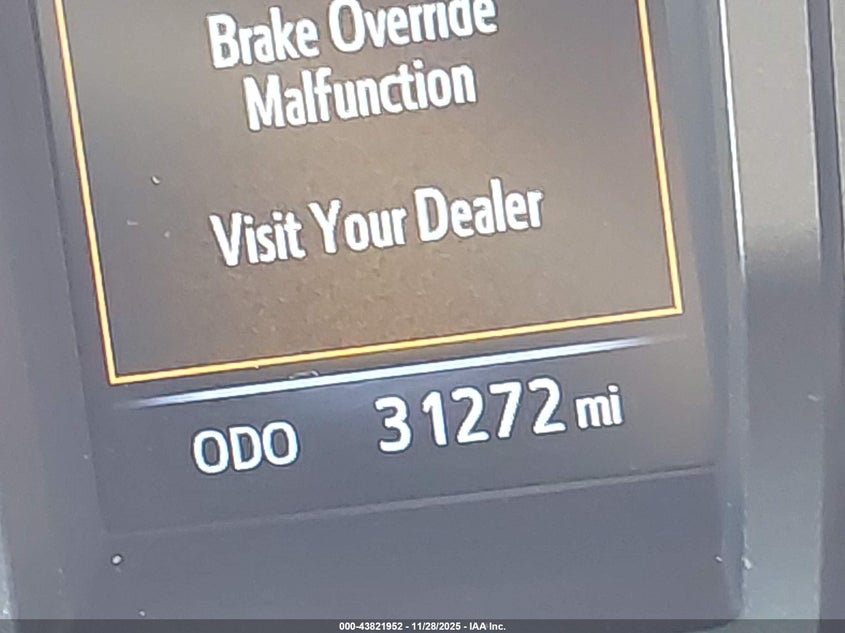 Brake Override
Malfunction
Visit Your Dealer
ODO 31272 mi
000-43821952 - 11/28/2025 - IAA Inc.